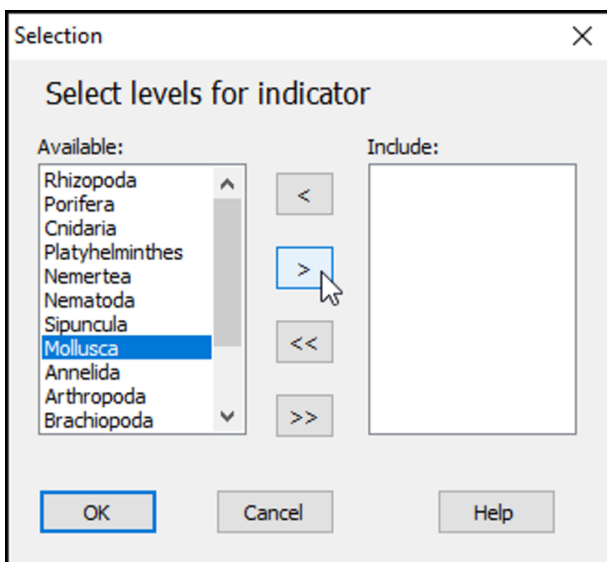 Selection
Select levels for indicator
Available:
Include:
Rhizopoda
Porifera
Cnidaria
Platyhelminthes
Nemertea
Nematoda
Sipuncula
Mollusca
Annelida
Arthropoda
Brachiopoda
<
>
<<
>>
OK
Cancel
Help